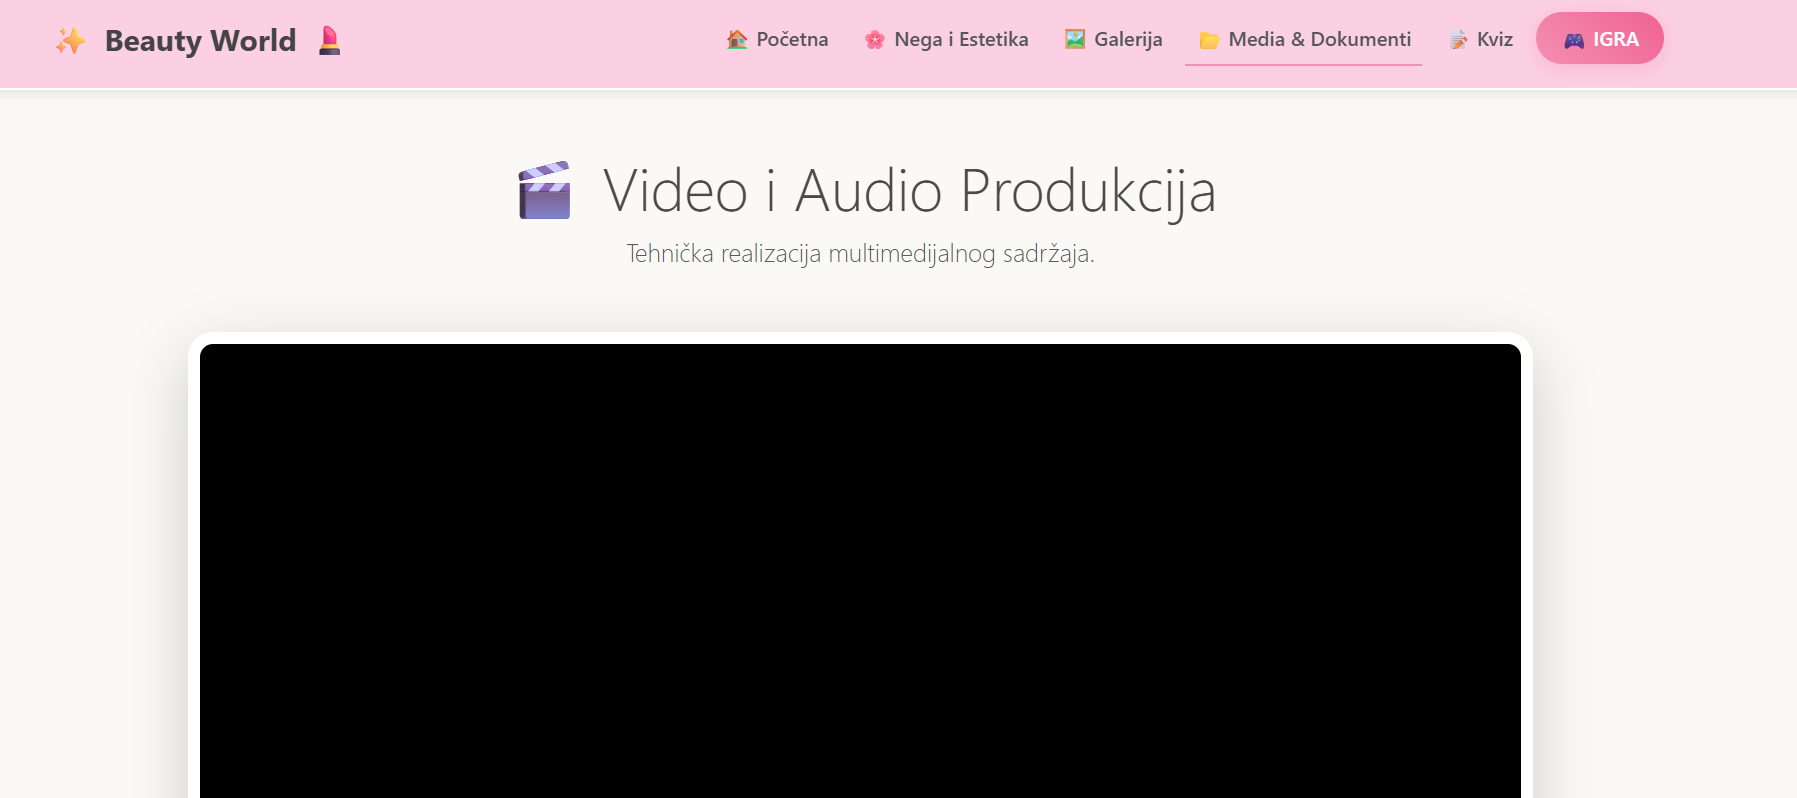 Beauty World
Početna Nega i Estetika Galerija Media & Dokumenti Kviz IGRA
Video i Audio Produkcija
Tehnička realizacija multimedijalnog sadržaja.